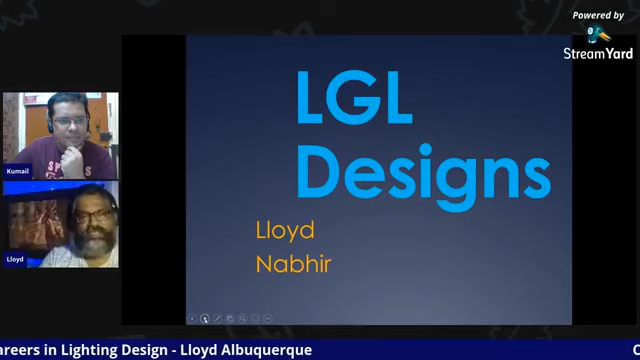 Powered by
StreamYard
LGL
Designs
Lloyd
Nabhir
Kumail
Lloyd
areers in Lighting Design - Lloyd Albuquerque